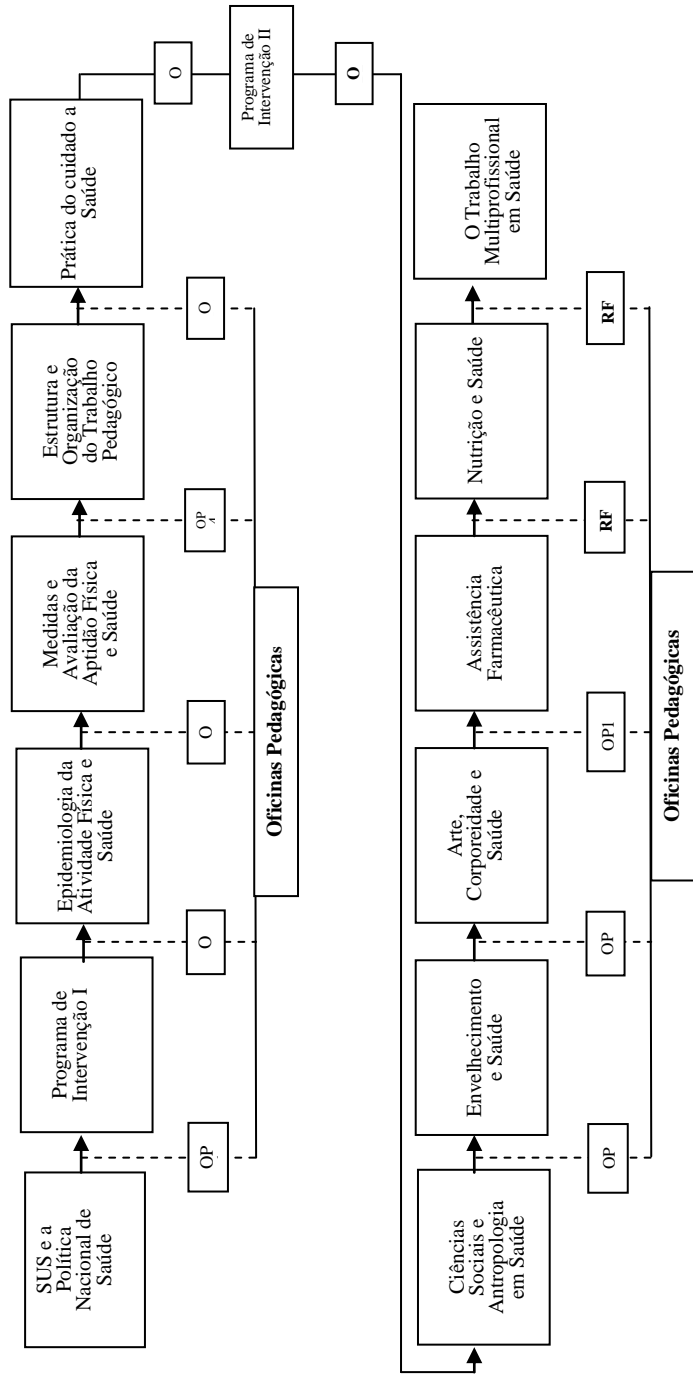 SUS e a
Política
Nacional de
Saúde
OP
Programa de
Intervenção I
O
Epidemiologia da
Atividade Física e
Saúde
O
Medidas e
Avaliação da
Aptidão Física
e Saúde
OP
Estrutura e
Organização
do Trabalho
Pedagógico
O
Prática do cuidado a
Saúde
O
Programa de
Intervenção II
O
Oficinas Pedagógicas
Ciências
Sociais e
Antropologia
em Saúde
OP
Envelhecimento
e Saúde
OP
Arte,
Corporeidade e
Saúde
OP1
Assistência
Farmacêutica
RF
Nutrição e Saúde
RF
O Trabalho
Multiprofissional
em Saúde
Oficinas Pedagógicas